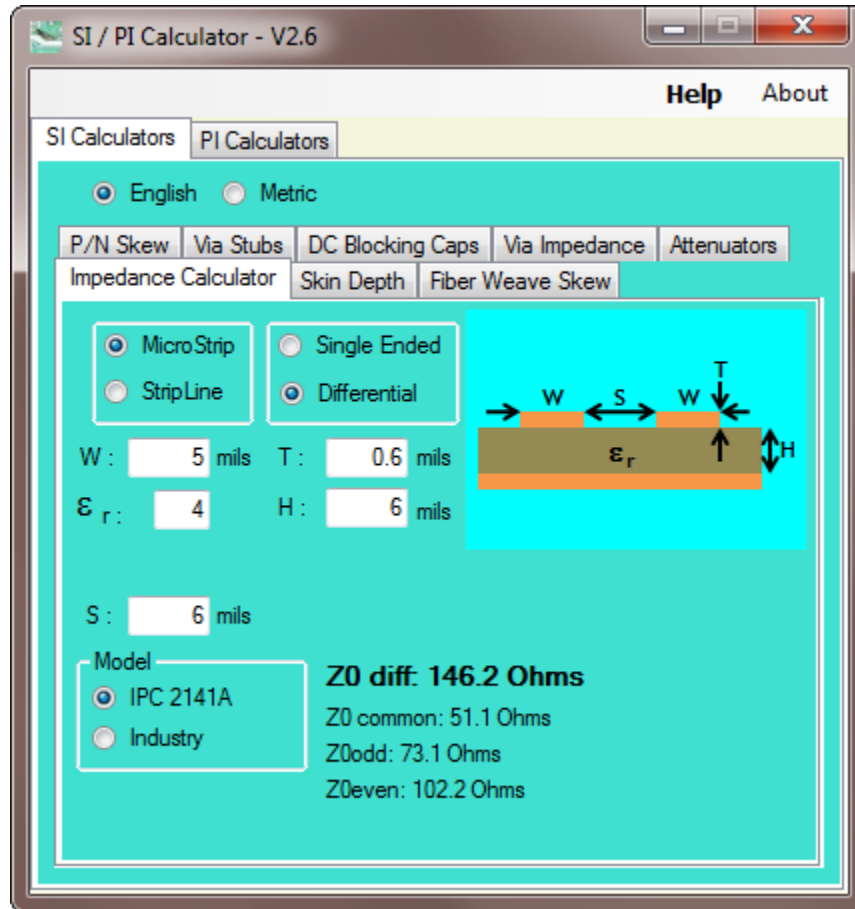 SI / PI Calculator - V2.6
Help About
SI Calculators PI Calculators
English Metric
P/N Skew Via Stubs DC Blocking Caps Via Impedance Attenuators
Impedance Calculator Skin Depth Fiber Weave Skew
MicroStrip Single Ended
StripLine Differential
T
W S W
εr H
W : 5 mils T : 0.6 mils
ε r : 4 H : 6 mils
S : 6 mils
Model
IPC 2141A
Industry
Z0 diff: 146.2 Ohms
Z0 common: 51.1 Ohms
Z0odd: 73.1 Ohms
Z0even: 102.2 Ohms